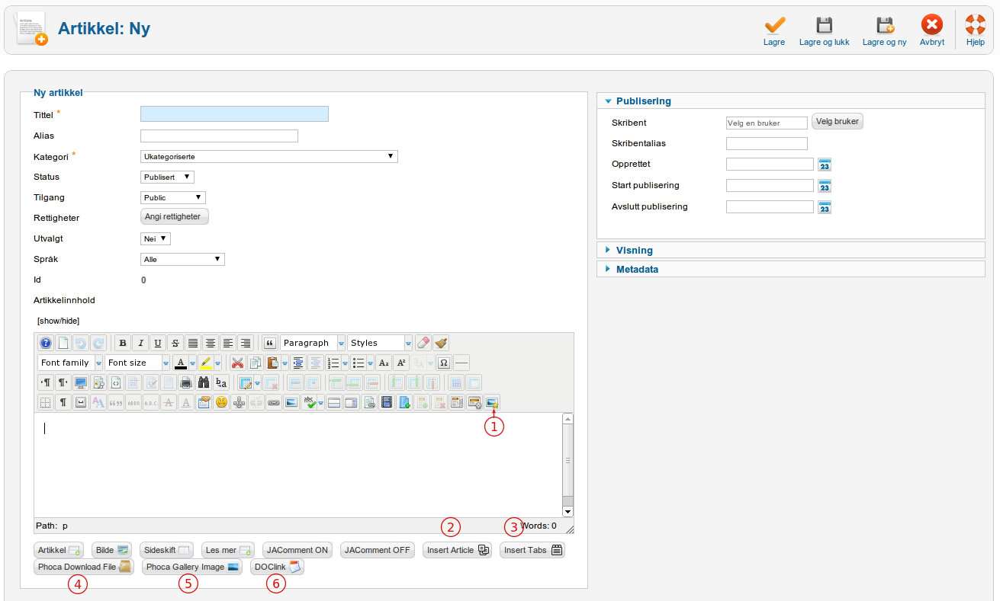 Artikkel: Ny
Lagre
Lagre og lukk
Lagre og ny
Avbryt
Hjelp
Ny artikkel
Tittel *
Alias
Kategori * Ukategoriserte
Status Publisert
Tilgang Public
Rettigheter Angi rettigheter
Utvalgt Nei
Språk Alle
Id 0
Artikkelinnhold
[show/hide]
B I U S Paragraph Styles
Font family Font size A
1
Path: p
2
3
Words: 0
Artikkel Bilde Sideskift Les mer JAComment ON JAComment OFF Insert Article Insert Tabs
Phoca Download File Phoca Gallery Image DOClink
4
5
6
Publisering
Skribent Velg en bruker Velg bruker
Skribentalias
Opprettet 23
Start publisering 23
Avslutt publisering 23
Visning
Metadata